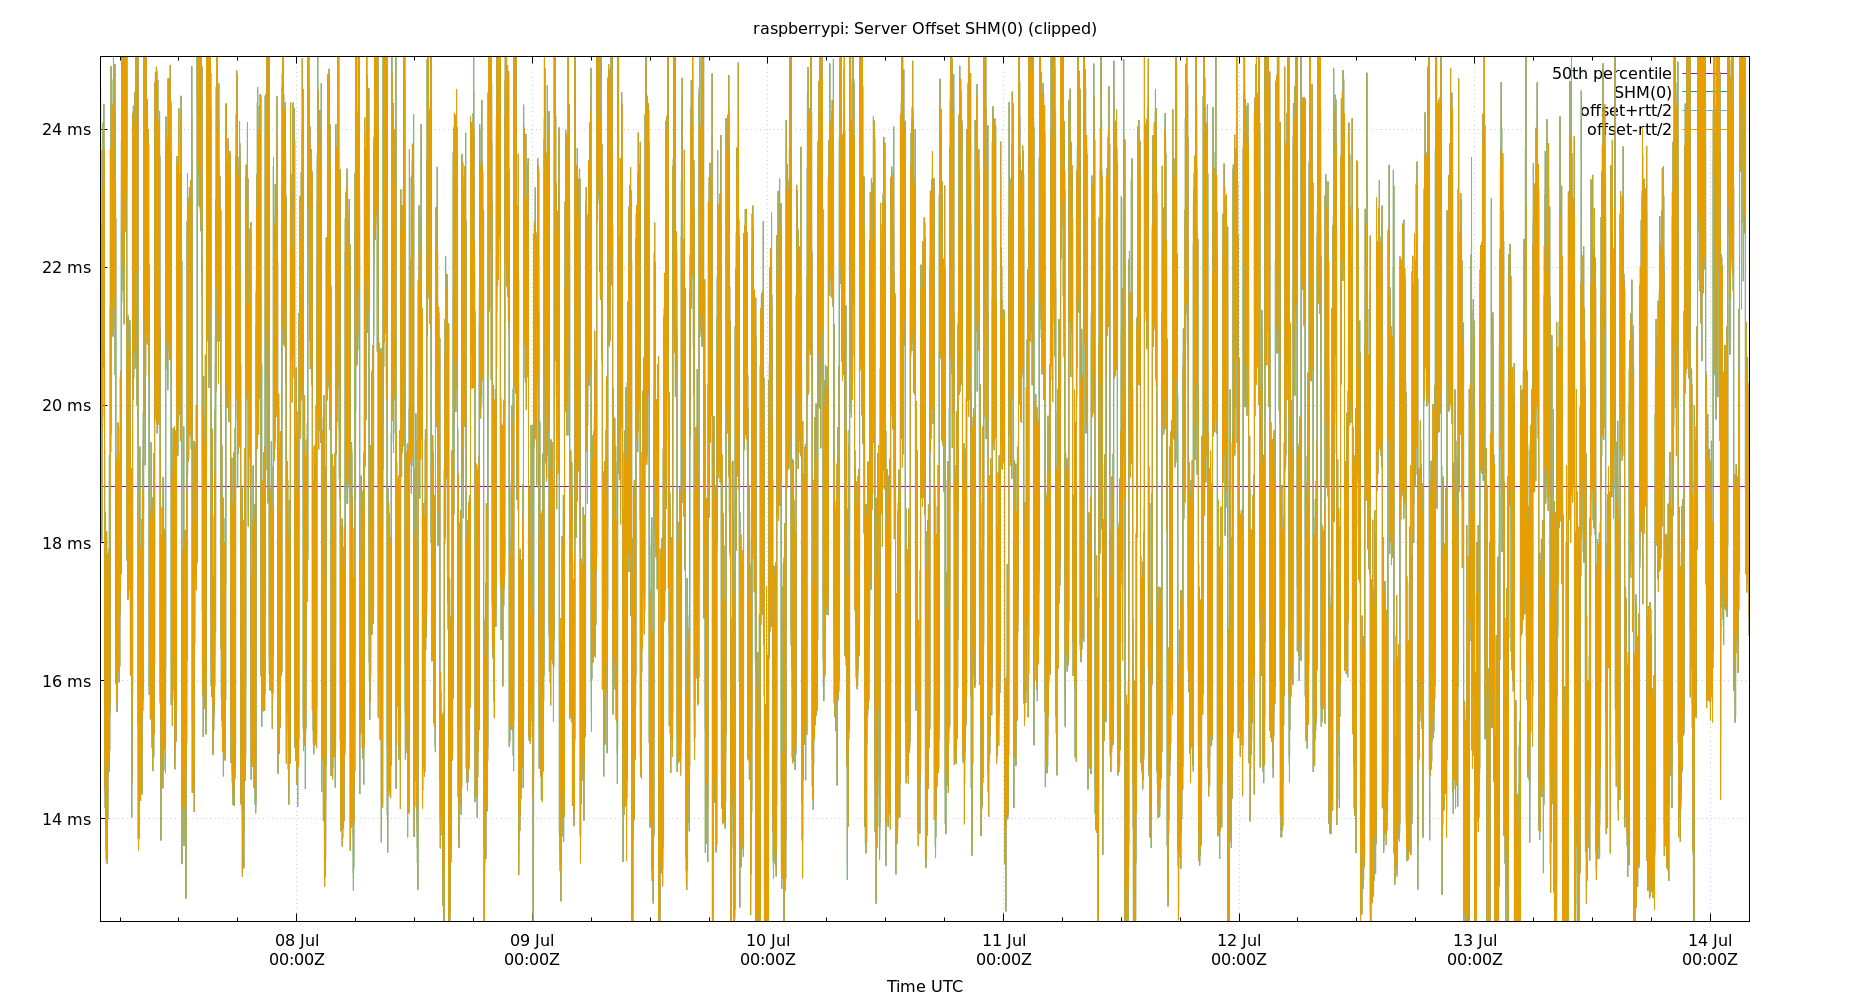 raspberrypi: Server Offset SHM(0) (clipped)
50th percentile
SHM(0)
offset+rtt/2
offset-rtt/2
24 ms
22 ms
20 ms
18 ms
16 ms
14 ms
08 Jul 09 Jul 10 Jul 11 Jul 12 Jul 13 Jul 14 Jul
00:00Z 00:00Z 00:00Z 00:00Z 00:00Z 00:00Z 00:00Z
Time UTC